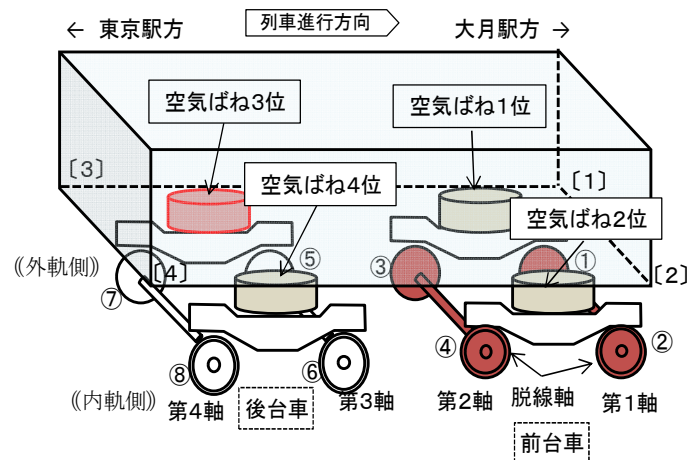 ← 東京駅方
列車進行方向
大月駅方 →
空気ばね3位
空気ばね1位
〔3〕
空気ばね4位
〔1〕
空気ばね2位
((外軌側))
〔4〕
⑤
③
①
〔2〕
⑦
④
②
⑧
⑥
((内軌側))
第4軸
後台車
第3軸
第2軸
脱線軸
第1軸
前台車